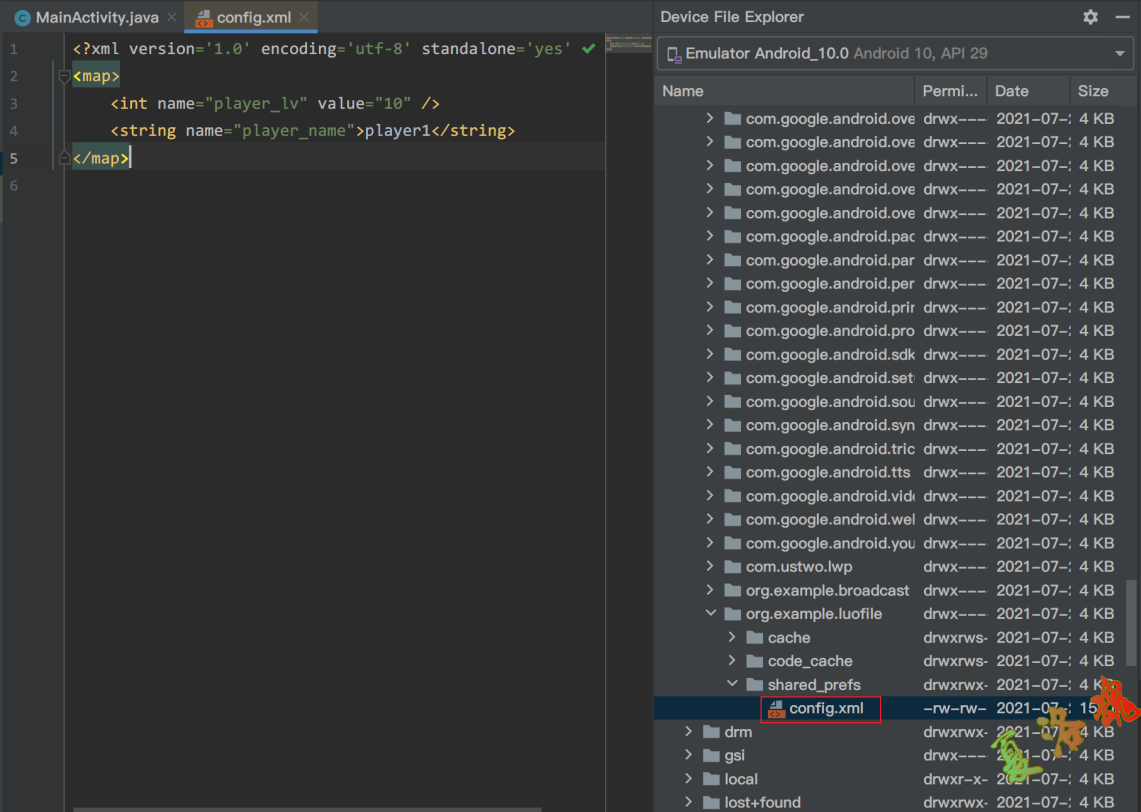 MainActivity.java
config.xml
1 <?xml version='1.0' encoding='utf-8' standalone='yes'
2 <map>
3 <int name="player_lv" value="10" />
4 <string name="player_name">player1</string>
5 </map>
6
Device File Explorer
Emulator Android_10.0 Android 10, API 29
Name Permi... Date Size
com.google.android.ove drwx––– 2021–07– 4 KB
com.google.android.ove drwx––– 2021–07– 4 KB
com.google.android.ove drwx––– 2021–07– 4 KB
com.google.android.ove drwx––– 2021–07– 4 KB
com.google.android.ove drwx––– 2021–07– 4 KB
com.google.android.pac drwx––– 2021–07– 4 KB
com.google.android.par drwx––– 2021–07– 4 KB
com.google.android.per drwx––– 2021–07– 4 KB
com.google.android.prin drwx––– 2021–07– 4 KB
com.google.android.pro drwx––– 2021–07– 4 KB
com.google.android.sdk drwx––– 2021–07– 4 KB
com.google.android.set drwx––– 2021–07– 4 KB
com.google.android.sou drwx––– 2021–07– 4 KB
com.google.android.syn drwx––– 2021–07– 4 KB
com.google.android.tric drwx––– 2021–07– 4 KB
com.google.android.tts drwx––– 2021–07– 4 KB
com.google.android.vide drwx––– 2021–07– 4 KB
com.google.android.wel drwx––– 2021–07– 4 KB
com.google.android.you drwx––– 2021–07– 4 KB
com.ustwo.lwp drwx––– 2021–07– 4 KB
org.example.broadcast drwx––– 2021–07– 4 KB
org.example.luofile drwx––– 2021–07– 4 KB
cache drwxrws– 2021–07– 4 KB
code_cache drwxrws– 2021–07– 4 KB
shared_prefs drwxrwx– 2021–07– 4 KB
config.xml –rw–rw– 2021–07– 15
drm drwxrwx– 2021–07– 4 KB
gsi drwx––– 2021–07– 4 KB
local drwxr–x– 2021–07– 4 KB
lost+found drwxrwx– 2021–07– 4 KB